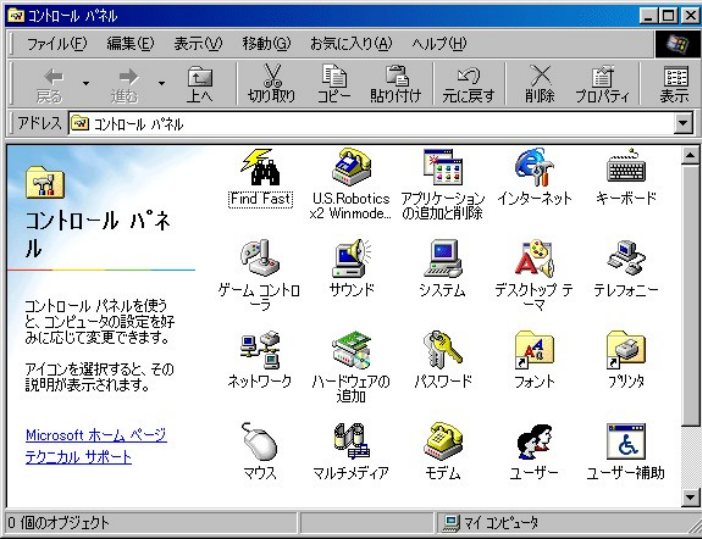 コントロール パネル
ファイル(F) 編集(E) 表示(V) 移動(G) お気に入り(A) ヘルプ(H)
戻る 進む 上へ 切り取り コピー 貼り付け 元に戻す 削除 プロパティ 表示
アドレス コントロール パネル
コントロール パネ
ル
コントロール パネルを使う
と、コンピュータの設定を好
みに応じて変更できます。
アイコンを選択すると、その
説明が表示されます。
Microsoft ホーム ページ
テクニカル サポート
Find Fast
U.S.Robotics
x2 Winmode...
アプリケーション
の追加と削除
インターネット
キーボード
ゲーム コントロ
ーラ
サウンド
システム
デスクトップ テ
ーマ
テレフォニー
ネットワーク
ハードウェアの
追加
パスワード
フォント
プリンタ
マウス
マルチメディア
モデム
ユーザー
ユーザー補助
0 個のオブジェクト
マイ コンピュータ